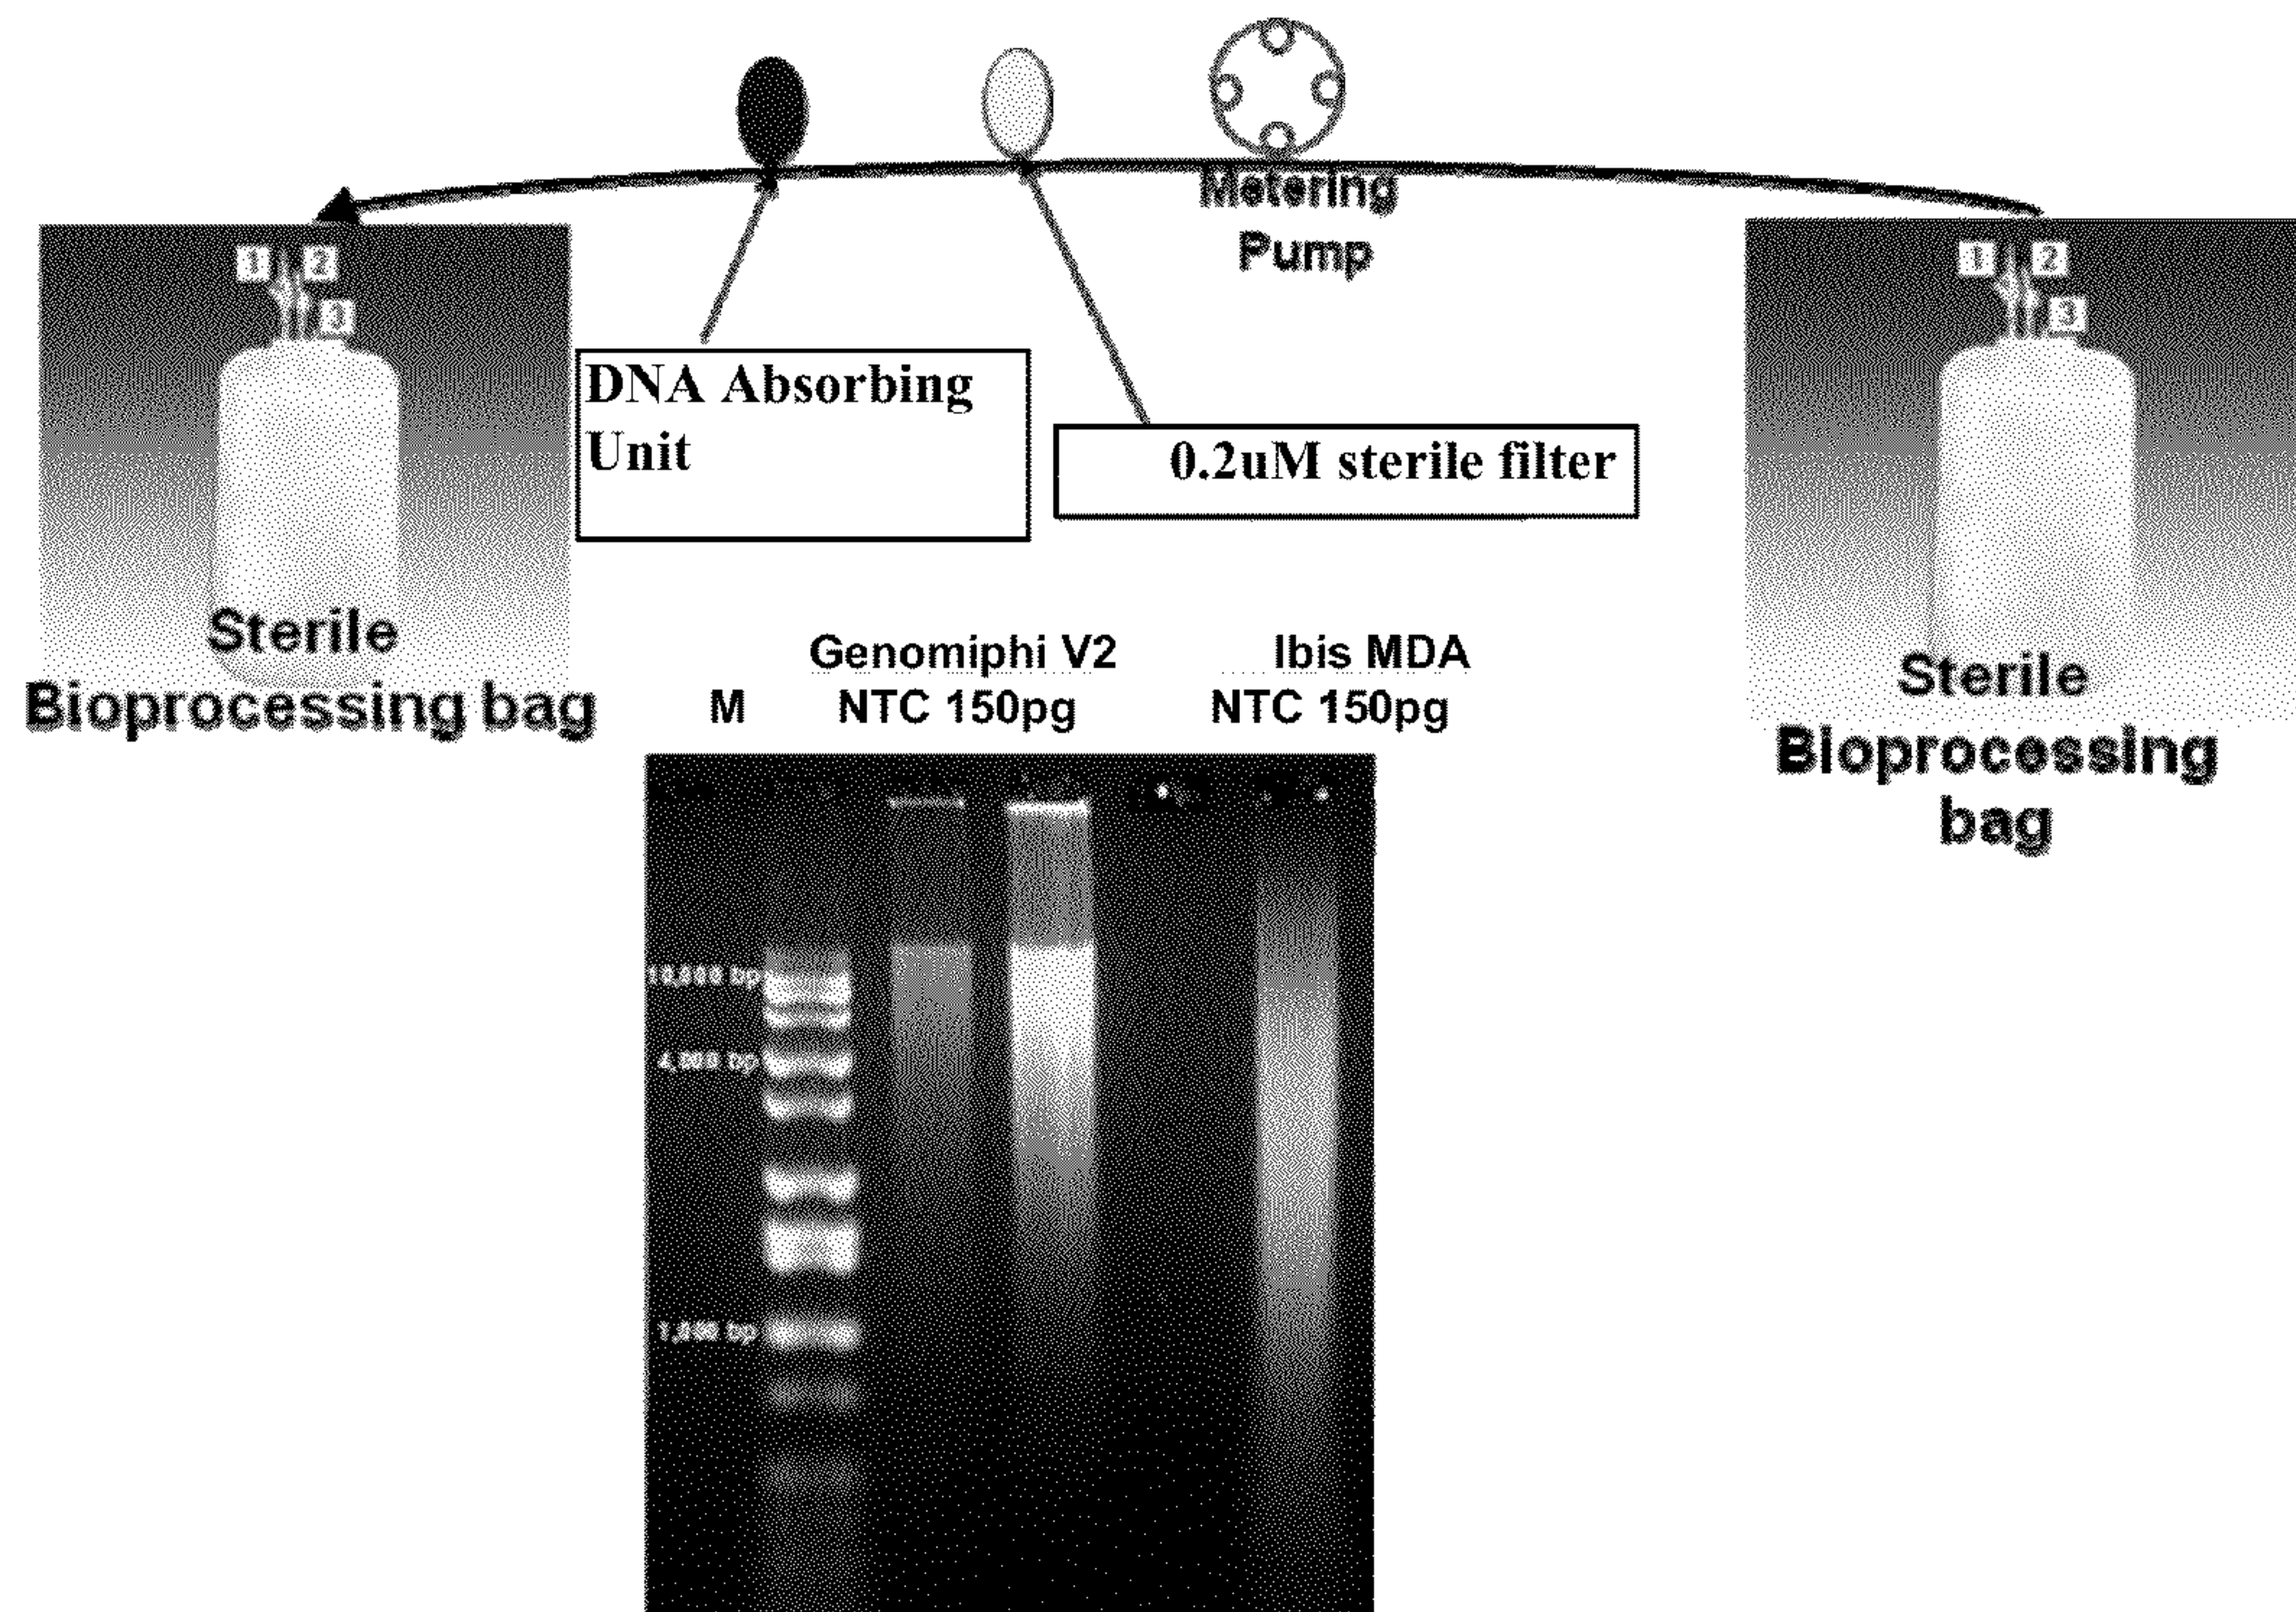 Metering
Pump
1 2
3
1 2
3
DNA Absorbing
Unit
0.2uM sterile filter
Sterile
Bioprocessing bag
Sterile
Bioprocessing
bag
Genomiphi V2 Ibis MDA
M NTC 150pg NTC 150pg
10,000 bp
4,000 bp
1,000 bp